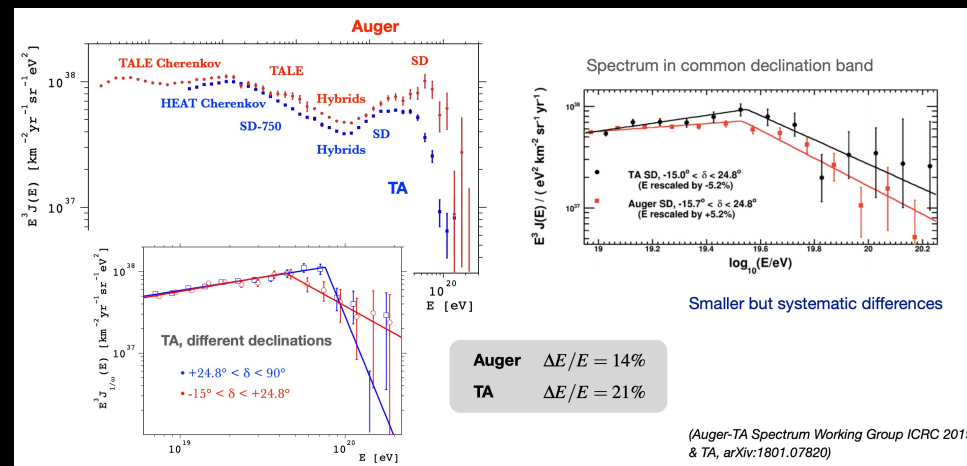 Auger
E³ J(E) [km⁻² yr⁻¹ sr⁻¹ eV²]
10³⁸
10³⁷
TALE Cherenkov
TALE
SD
HEAT Cherenkov
Hybrids
SD-750
SD
Hybrids
TA
10²⁰
E [eV]
E³ J₁/∞ (E) [km⁻² yr⁻¹ sr⁻¹ eV²]
10³⁸
10³⁷
TA, different declinations
• +24.8° < δ < 90°
• -15° < δ < +24.8°
10¹⁹
10²⁰
E [eV]
Spectrum in common declination band
E³ J(E) / ( eV² km⁻² sr⁻¹ yr⁻¹ )
10³⁸
10³⁷
TA SD, -15.0° < δ < 24.8°
(E rescaled by -5.2%)
Auger SD, -15.7° < δ < 24.8°
(E rescaled by +5.2%)
19 19.2 19.4 19.6 19.8 20 20.2
log₁₀(E/eV)
Smaller but systematic differences
Auger ΔE/E = 14%
TA ΔE/E = 21%
(Auger-TA Spectrum Working Group ICRC 2019
& TA, arXiv:1801.07820)